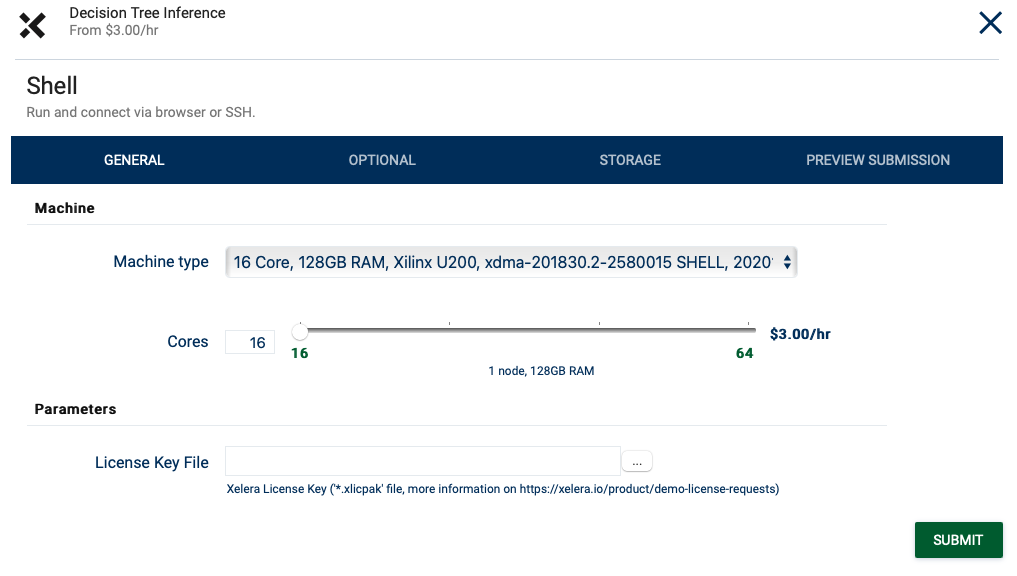 Decision Tree Inference
From $3.00/hr
Shell
Run and connect via browser or SSH.
GENERAL OPTIONAL STORAGE PREVIEW SUBMISSION
Machine
Machine type 16 Core, 128GB RAM, Xilinx U200, xdma-201830.2-2580015 SHELL, 2020
Cores 16 $3.00/hr
16 64
1 node, 128GB RAM
Parameters
License Key File ...
Xelera License Key ('*.xlicpak' file, more information on https://xelera.io/product/demo-license-requests)
SUBMIT